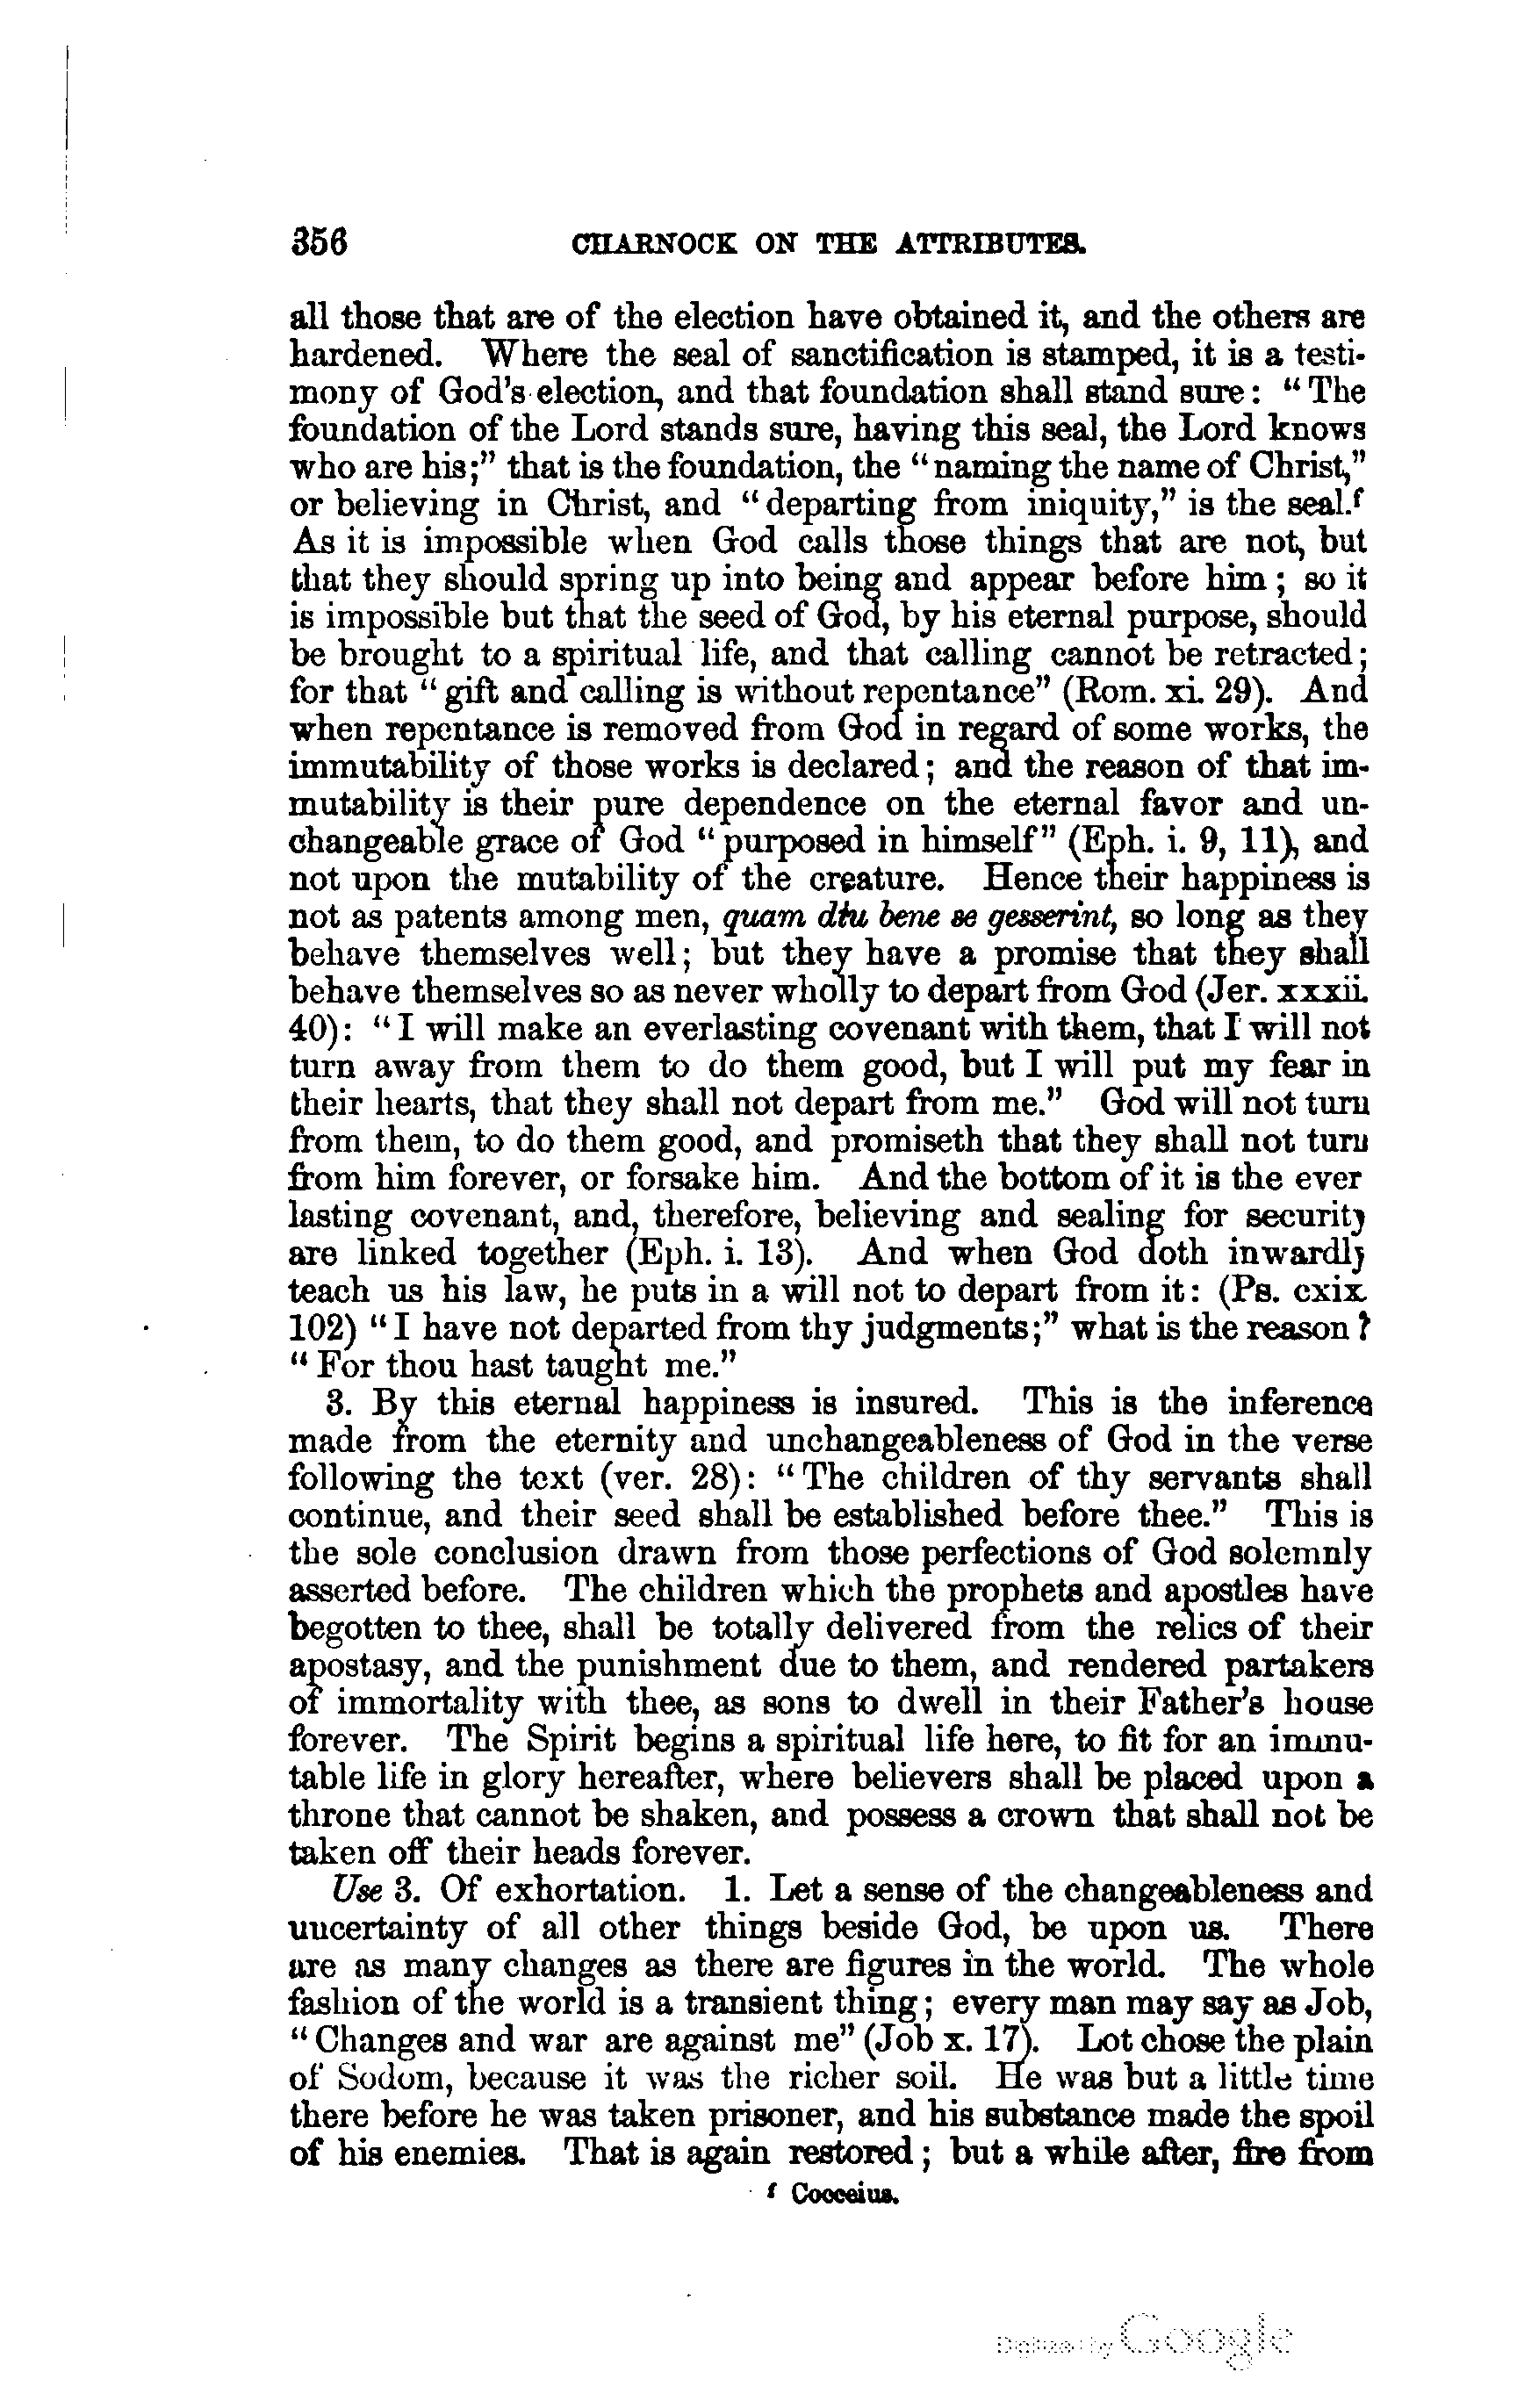 356 CHARNOCK ON THE ATTRIBUTES.
all those that are of the election have obtained it, and the others are
hardened. Where the seal of sanctification is stamped, it is a testi-
mony of God's election, and that foundation shall stand sure: "The
foundation of the Lord stands sure, having this seal, the Lord knows
who are his;" that is the foundation, the "naming the name of Christ,"
or believing in Christ, and "departing from iniquity," is the seal.f
As it is impossible when God calls those things that are not, but
that they should spring up into being and appear before him; so it
is impossible but that the seed of God, by his eternal purpose, should
be brought to a spiritual life, and that calling cannot be retracted;
for that "gift and calling is without repentance" (Rom. xi. 29). And
when repentance is removed from God in regard of some works, the
immutability of those works is declared; and the reason of that im-
mutability is their pure dependence on the eternal favor and un-
changeable grace of God "purposed in himself" (Eph. i. 9, 11), and
not upon the mutability of the creature. Hence their happiness is
not as patents among men, quam diu bene se gesserint, so long as they
behave themselves well; but they have a promise that they shall
behave themselves so as never wholly to depart from God (Jer. xxxii.
40): "I will make an everlasting covenant with them, that I will not
turn away from them to do them good, but I will put my fear in
their hearts, that they shall not depart from me." God will not turn
from them, to do them good, and promiseth that they shall not turn
from him forever, or forsake him. And the bottom of it is the ever
lasting covenant, and, therefore, believing and sealing for security
are linked together (Eph. i. 13). And when God doth inwardly
teach us his law, he puts in a will not to depart from it: (Ps. cxix
102) "I have not departed from thy judgments;" what is the reason?
"For thou hast taught me."
3. By this eternal happiness is insured. This is the inference
made from the eternity and unchangeableness of God in the verse
following the text (ver. 28): "The children of thy servants shall
continue, and their seed shall be established before thee." This is
the sole conclusion drawn from those perfections of God solemnly
asserted before. The children which the prophets and apostles have
begotten to thee, shall be totally delivered from the relics of their
apostasy, and the punishment due to them, and rendered partakers
of immortality with thee, as sons to dwell in their Father's house
forever. The Spirit begins a spiritual life here, to fit for an immu-
table life in glory hereafter, where believers shall be placed upon a
throne that cannot be shaken, and possess a crown that shall not be
taken off their heads forever.
Use 3. Of exhortation. 1. Let a sense of the changeableness and
uncertainty of all other things beside God, be upon us. There
are as many changes as there are figures in the world. The whole
fashion of the world is a transient thing; every man may say as Job,
"Changes and war are against me" (Job x. 17). Lot chose the plain
of Sodom, because it was the richer soil. He was but a little time
there before he was taken prisoner, and his substance made the spoil
of his enemies. That is again restored; but a while after, fire from
f Cocceius.
Digitized by Google